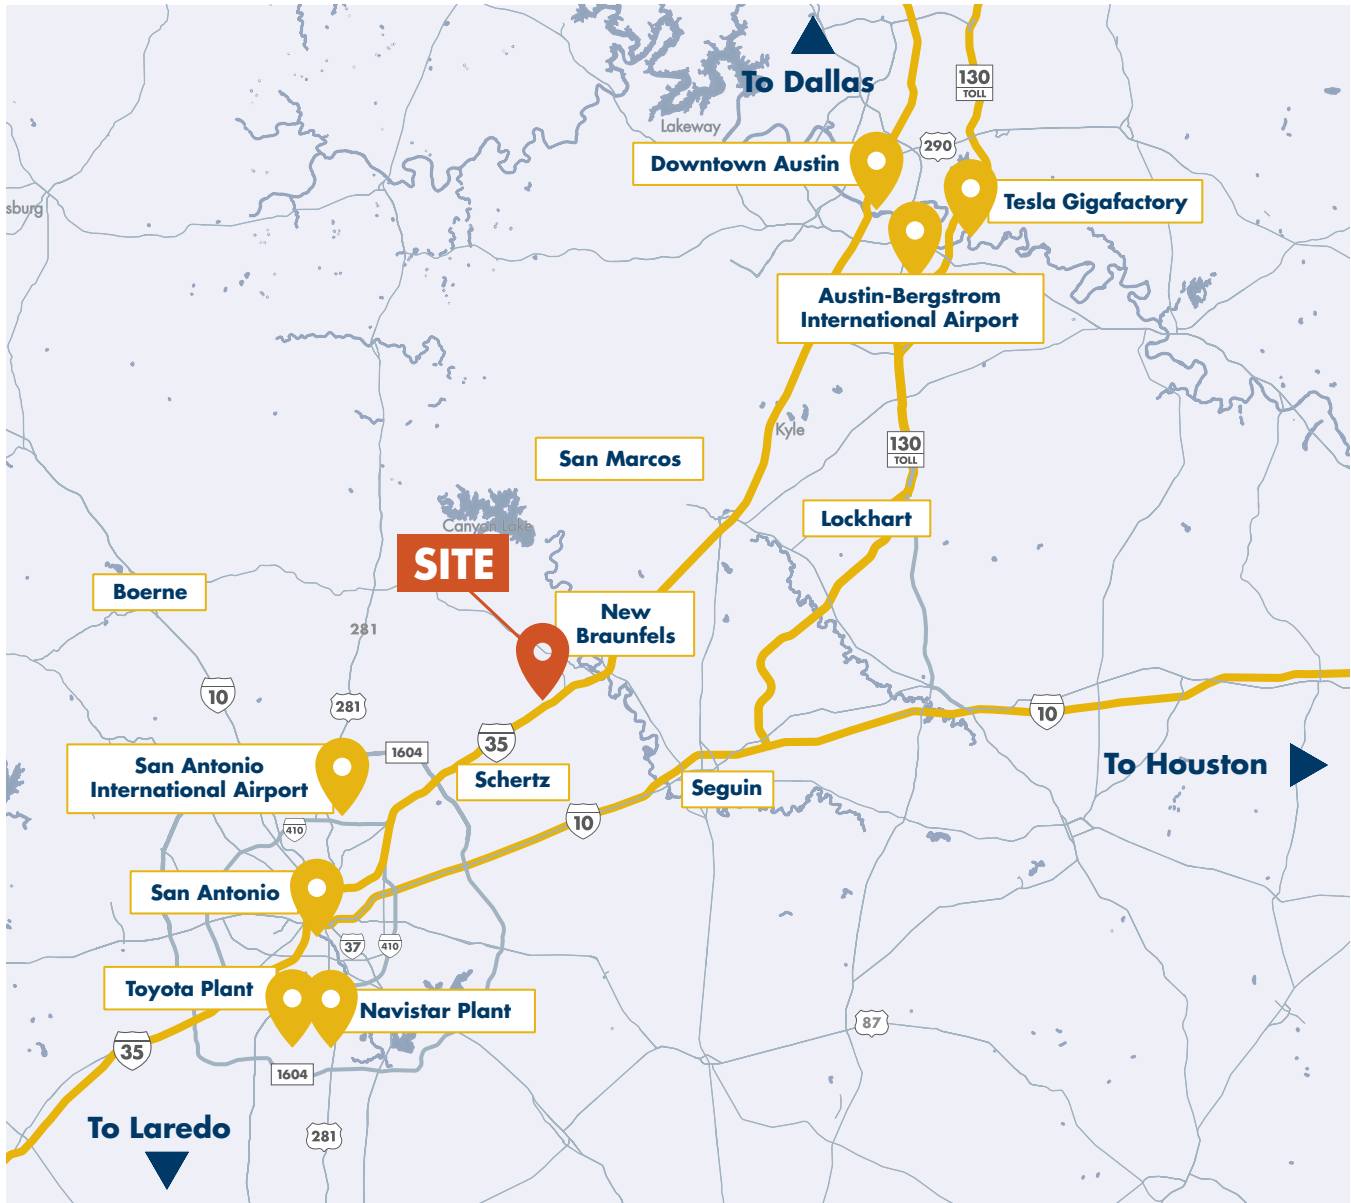 To Dallas
130
TOLL
Lakeway
290
Downtown Austin
Tesla Gigafactory
sburg
Austin-Bergstrom
International Airport
Kyle
130
TOLL
San Marcos
Canyon Lake
Lockhart
SITE
Boerne
New
Braunfels
281
10
281
10
35
1604
To Houston
San Antonio
International Airport
Schertz
Seguin
10
410
San Antonio
37
410
Toyota Plant
Navistar Plant
87
35
1604
To Laredo
281